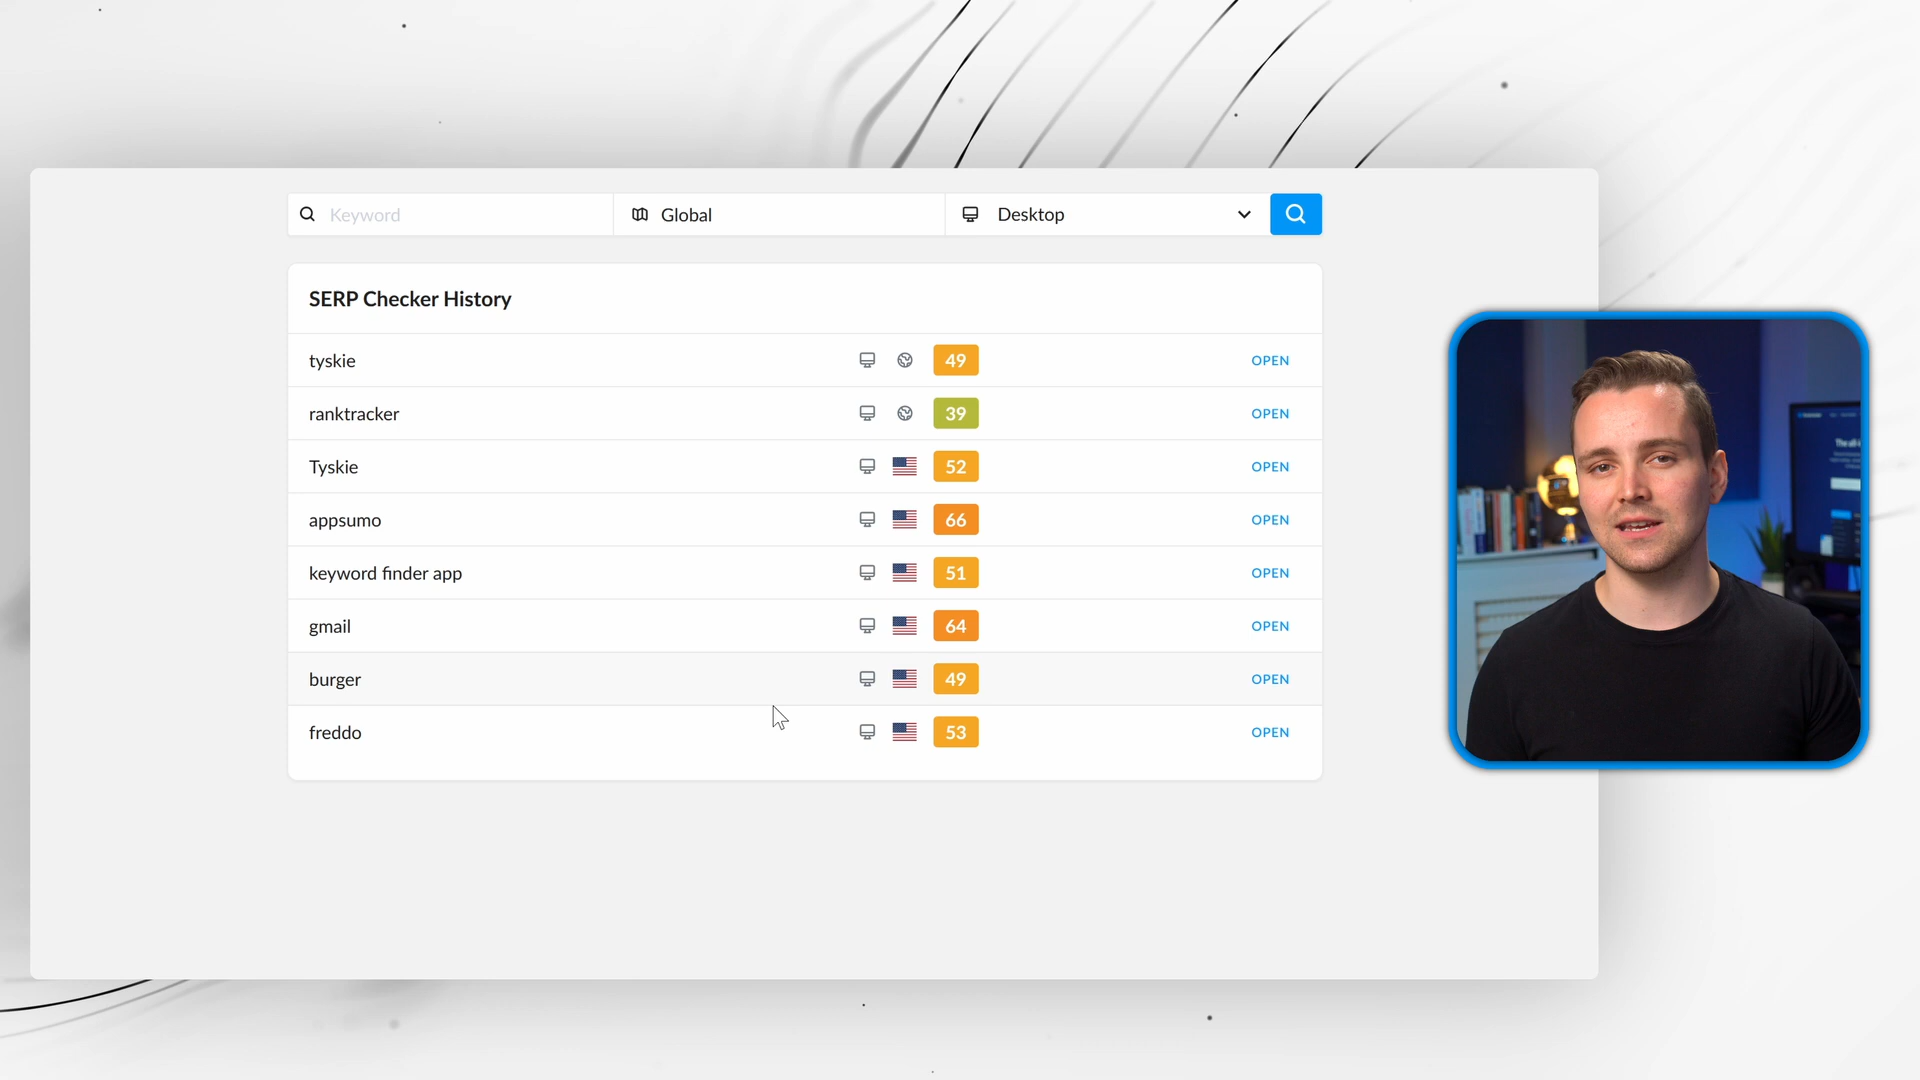 Keyword
Global
Desktop
SERP Checker History
tyskie 49 OPEN
ranktracker 39 OPEN
Tyskie 52 OPEN
appsumo 66 OPEN
keyword finder app 51 OPEN
gmail 64 OPEN
burger 49 OPEN
freddo 53 OPEN